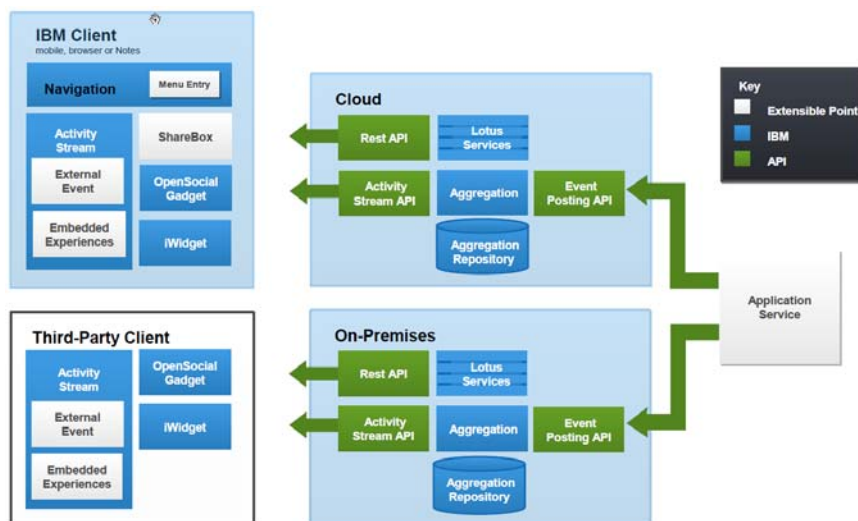 IBM Client
mobile, browser or Notes
Navigation
Menu Entry
Activity
Stream
External
Event
Embedded
Experiences
ShareBox
OpenSocial
Gadget
iWidget
Third-Party Client
Activity
Stream
External
Event
Embedded
Experiences
OpenSocial
Gadget
iWidget
Cloud
Rest API
Lotus
Services
Activity
Stream API
Aggregation
Event
Posting API
Aggregation
Repository
On-Premises
Rest API
Lotus
Services
Activity
Stream API
Aggregation
Event
Posting API
Aggregation
Repository
Key
Extensible Point
IBM
API
Application
Service